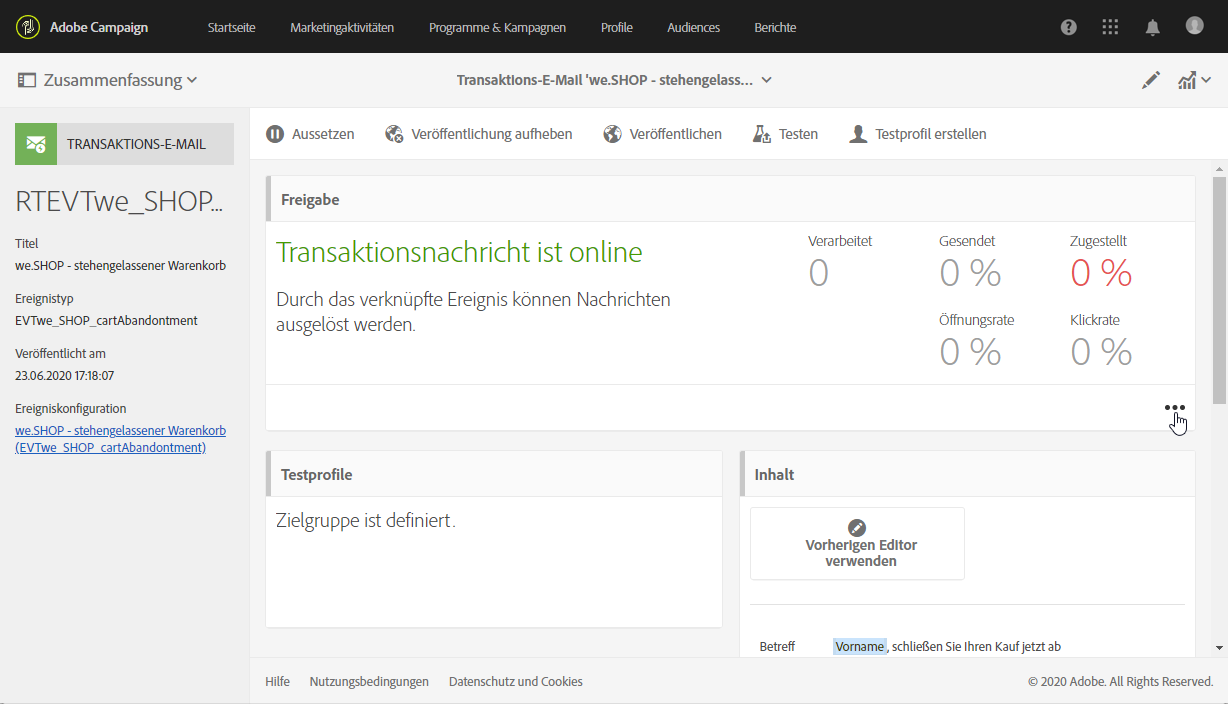 Adobe Campaign
Startseite
Marketingaktivitäten
Programme & Kampagnen
Profile
Audiences
Berichte
Zusammenfassung
Transaktions-E-Mail 'we.SHOP - stehengelass...
Aussetzen
Veröffentlichung aufheben
Veröffentlichen
Testen
Testprofil erstellen
TRANSAKTIONS-E-MAIL
RTEVTwe_SHOP...
Titel
we.SHOP - stehengelassener Warenkorb
Ereignistyp
EVTwe_SHOP_cartAbandontment
Veröffentlicht am
23.06.2020 17:18:07
Ereigniskonfiguration
we.SHOP - stehengelassener Warenkorb
(EVTwe_SHOP_cartAbandontment)
Freigabe
Transaktionsnachricht ist online
Durch das verknüpfte Ereignis können Nachrichten
ausgelöst werden.
Verarbeitet
0
Gesendet
0 %
Zugestellt
0 %
Öffnungsrate
0 %
Klickrate
0 %
Testprofile
Zielgruppe ist definiert.
Inhalt
Vorherigen Editor
verwenden
Betreff
Vorname, schließen Sie Ihren Kauf jetzt ab
Hilfe
Nutzungsbedingungen
Datenschutz und Cookies
© 2020 Adobe. All Rights Reserved.